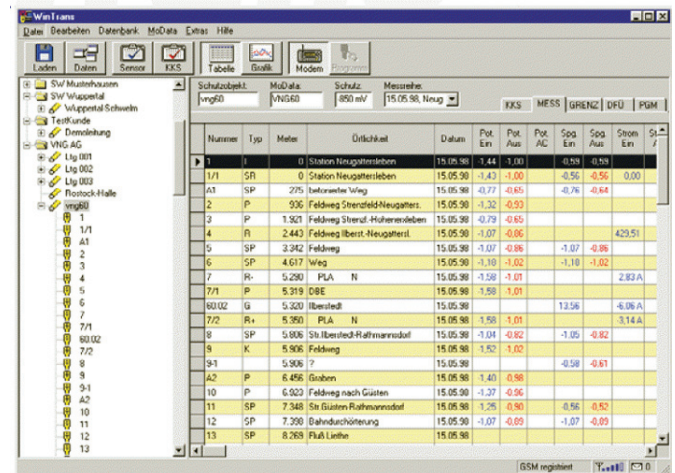 WinTrans
Datei Bearbeiten Datenbank MoData Extras Hilfe
Laden Daten Sensor KKS Tabelle Grafik Modem Programm
SW Musterhausen
SW Wuppertal
Wuppertal Schwelm
TestKunde
Demoleitung
VNG AG
Ltg 001
Ltg 002
Ltg 003
Rostock-Halle
vng60
1
1/1
A1
2
3
4
5
6
7
7/1
60.02
7/2
8
9
9-1
A2
10
11
12
13
Schutzobjekt: MoData: Schutz: Messreihe:
vng60 VNG60 -850 mV 15.05.98, Neug
KKS MESS GRENZ DFÜ PGM
Nummer Typ Meter Örtlichkeit Datum Pot. Ein Pot. Aus Pot. AC Spg. Ein Spg. Aus Strom Ein
1 I 0 Station Neugattersleben 15.05.98 -1,44 -1,00 -0,59 -0,59
1/1 SR 0 Station Neugattersleben 15.05.98 -1,43 -1,00 -0,56 -0,56 0,00
A1 SP 275 betonierter Weg 15.05.98 -0,77 -0,65 -0,76 -0,64
2 P 936 Feldweg Strenzfeld-Neugatters. 15.05.98 -1,32 -0,93
3 P 1.921 Feldweg Strenzf.-Hohenerxleben 15.05.98 -0,79 -0,65
4 R 2.443 Feldweg Ilberst.-Neugattersl. 15.05.98 -1,07 -0,86 429,51
5 SP 3.342 Feldweg 15.05.98 -1,07 -0,86 -1,07 -0,86
6 SP 4.617 Weg 15.05.98 -1,18 -1,02 -1,18 -1,02
7 R- 5.290 PLA N 15.05.98 -1,58 -1,01 2,83 A
7/1 P 5.319 DBE 15.05.98 -1,58 -1,01
60.02 G 5.320 Ilberstedt 15.05.98 13,56 -6,06 A
7/2 R+ 5.350 PLA N 15.05.98 -1,58 -1,01 -3,14 A
8 SP 5.806 Str.Ilberstedt-Rathmannsdorf 15.05.98 -1,04 -0,82 -1,05 -0,82
9 K 5.906 Feldweg 15.05.98 -1,52 -1,02
9-1 5.906 ? 15.05.98 -0,58 -0,61
A2 P 6.456 Graben 15.05.98 -1,40 -0,98
10 P 6.923 Feldweg nach Güsten 15.05.98 -1,37 -0,96
11 SP 7.348 Str.Güsten-Rathmannsdorf 15.05.98 -1,25 -0,90 -0,56 -0,52
12 SP 7.398 Bahndurchörterung 15.05.98 -1,07 -0,89 -1,07 -0,89
13 SP 8.269 Fluß Liethe 15.05.98
GSM registriert
0